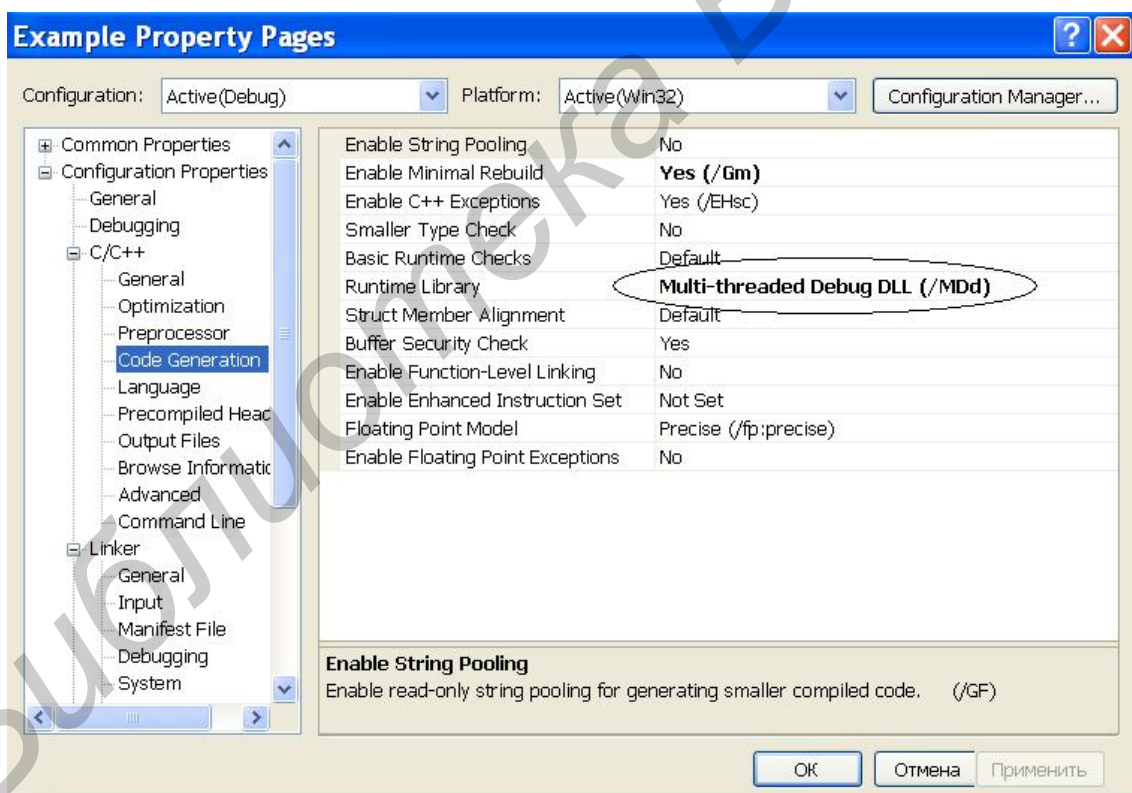 Example Property Pages
Configuration: Active(Debug) Platform: Active(Win32) Configuration Manager...
Common Properties
Configuration Properties
General
Debugging
C/C++
General
Optimization
Preprocessor
Code Generation
Language
Precompiled Head
Output Files
Browse Informatic
Advanced
Command Line
Linker
General
Input
Manifest File
Debugging
System
Enable String Pooling No
Enable Minimal Rebuild Yes (/Gm)
Enable C++ Exceptions Yes (/EHsc)
Smaller Type Check No
Basic Runtime Checks Default
Runtime Library Multi-threaded Debug DLL (/MDd)
Struct Member Alignment Default
Buffer Security Check Yes
Enable Function-Level Linking No
Enable Enhanced Instruction Set Not Set
Floating Point Model Precise (/fp:precise)
Enable Floating Point Exceptions No
Enable String Pooling
Enable read-only string pooling for generating smaller compiled code. (/GF)
ОК Отмена Применить
Библиотека